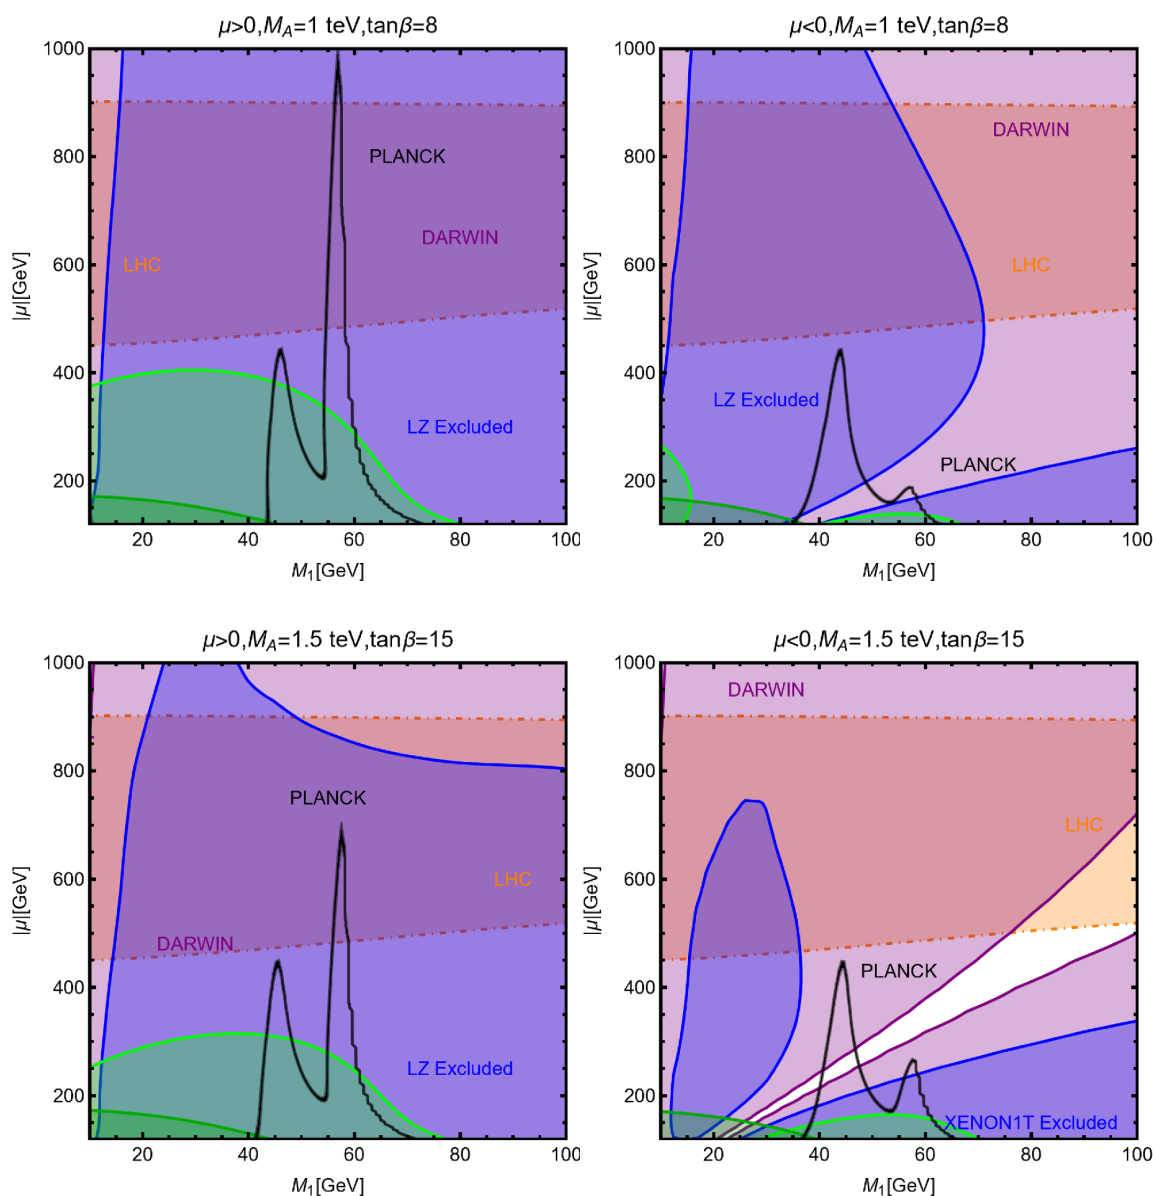 μ>0,M_A=1 teV,tanβ=8
1000
800
600
400
200
|μ|[GeV]
PLANCK
DARWIN
LHC
LZ Excluded
20
40
60
80
100
M₁[GeV]
μ<0,M_A=1 teV,tanβ=8
1000
800
600
400
200
|μ|[GeV]
DARWIN
LHC
LZ Excluded
PLANCK
20
40
60
80
100
M₁[GeV]
μ>0,M_A=1.5 teV,tanβ=15
1000
800
600
400
200
|μ|[GeV]
PLANCK
LHC
DARWIN
LZ Excluded
20
40
60
80
100
M₁[GeV]
μ<0,M_A=1.5 teV,tanβ=15
1000
800
600
400
200
|μ|[GeV]
DARWIN
LHC
PLANCK
XENON1T Excluded
20
40
60
80
100
M₁[GeV]